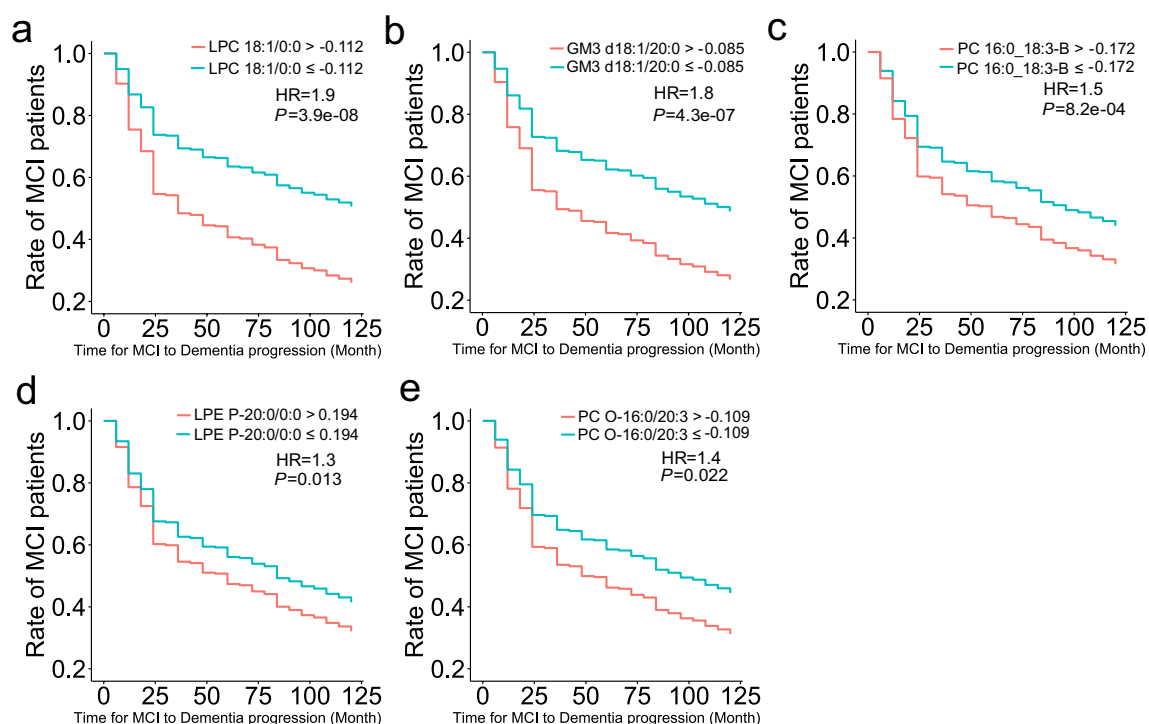 a
LPC 18:1/0:0 > -0.112
LPC 18:1/0:0 ≤ -0.112
HR=1.9
P=3.9e-08
Rate of MCI patients
1.0
0.8
0.6
0.4
0.2
0 25 50 75 100 125
Time for MCI to Dementia progression (Month)
b
GM3 d18:1/20:0 > -0.085
GM3 d18:1/20:0 ≤ -0.085
HR=1.8
P=4.3e-07
Rate of MCI patients
1.0
0.8
0.6
0.4
0.2
0 25 50 75 100 125
Time for MCI to Dementia progression (Month)
c
PC 16:0_18:3-B > -0.172
PC 16:0_18:3-B ≤ -0.172
HR=1.5
P=8.2e-04
Rate of MCI patients
1.0
0.8
0.6
0.4
0.2
0 25 50 75 100 125
Time for MCI to Dementia progression (Month)
d
LPE P-20:0/0:0 > 0.194
LPE P-20:0/0:0 ≤ 0.194
HR=1.3
P=0.013
Rate of MCI patients
1.0
0.8
0.6
0.4
0.2
0 25 50 75 100 125
Time for MCI to Dementia progression (Month)
e
PC O-16:0/20:3 > -0.109
PC O-16:0/20:3 ≤ -0.109
HR=1.4
P=0.022
Rate of MCI patients
1.0
0.8
0.6
0.4
0.2
0 25 50 75 100 125
Time for MCI to Dementia progression (Month)